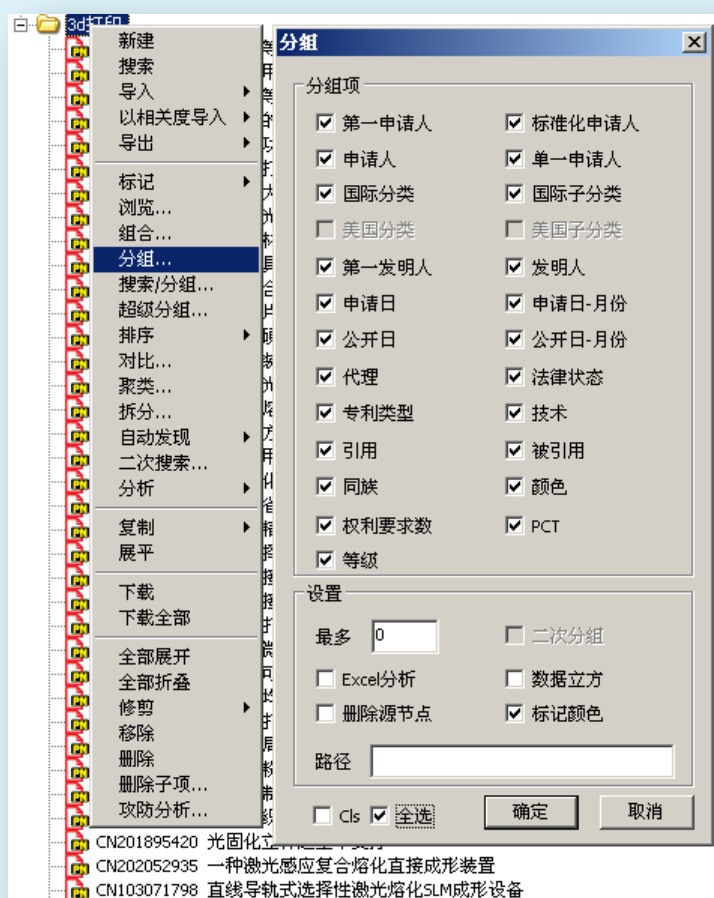 3d打印
新建
搜索
导入
以相关度导入
导出
标记
浏览...
组合...
分组...
搜索/分组...
超级分组...
排序
对比...
聚类...
拆分...
自动发现
二次搜索...
分析
复制
展平
下载
下载全部
全部展开
全部折叠
修剪
移除
删除
删除子项...
攻防分析...
分组
分组项
第一申请人 标准化申请人
申请人 单一申请人
国际分类 国际子分类
美国分类 美国子分类
第一发明人 发明人
申请日 申请日-月份
公开日 公开日-月份
代理 法律状态
专利类型 技术
引用 被引用
同族 颜色
权利要求数 PCT
等级
设置
最多 0 二次分组
Excel分析 数据立方
删除源节点 标记颜色
路径
Cls 全选 确定 取消
CN201895420 光固化立
CN202052935 一种激光感应复合熔化直接成形装置
CN103071798 直线导轨式选择性激光熔化SLM成形设备